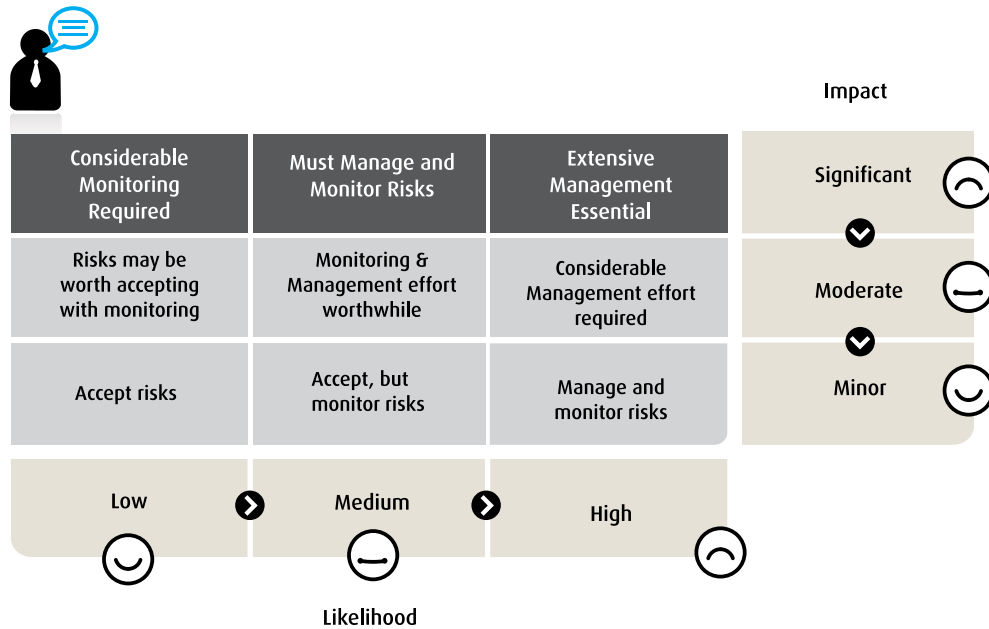 Impact
Considerable
Monitoring
Required
Must Manage and
Monitor Risks
Extensive
Management
Essential
Significant
Risks may be
worth accepting
with monitoring
Monitoring &
Management effort
worthwhile
Considerable
Management effort
required
Moderate
Accept risks
Accept, but
monitor risks
Manage and
monitor risks
Minor
Low
Medium
High
Likelihood